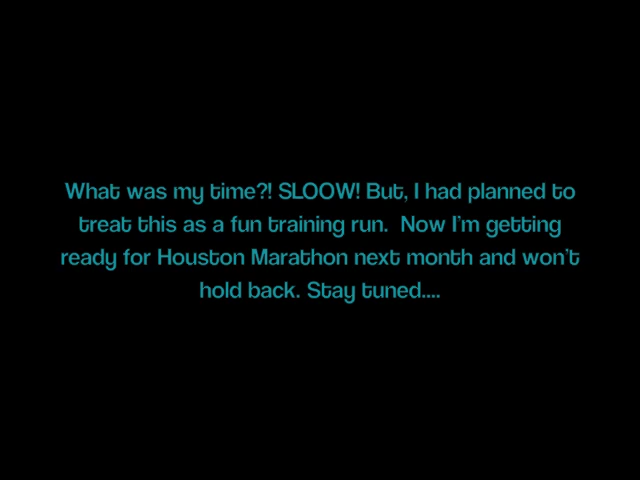 What was my time?! SLOOW! But, I had planned to
treat this as a fun training run.  Now I'm getting
ready for Houston Marathon next month and won't
hold back. Stay tuned....